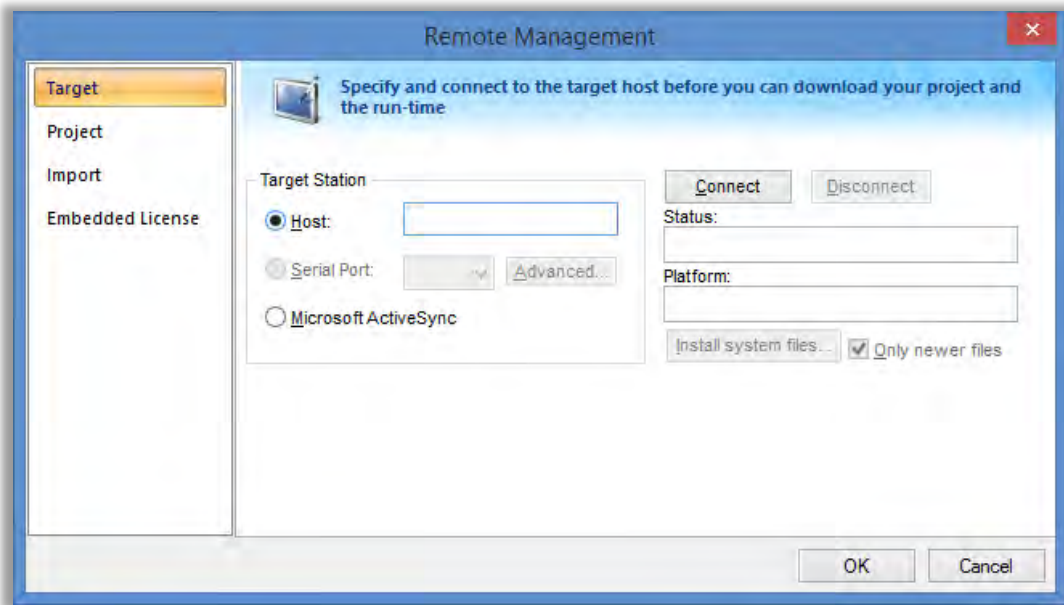 Remote Management
Target
Project
Import
Embedded License
Specify and connect to the target host before you can download your project and
the run-time
Target Station
Host:
Serial Port:
Advanced...
Microsoft ActiveSync
Connect
Disconnect
Status:
Platform:
Install system files...
Only newer files
OK
Cancel